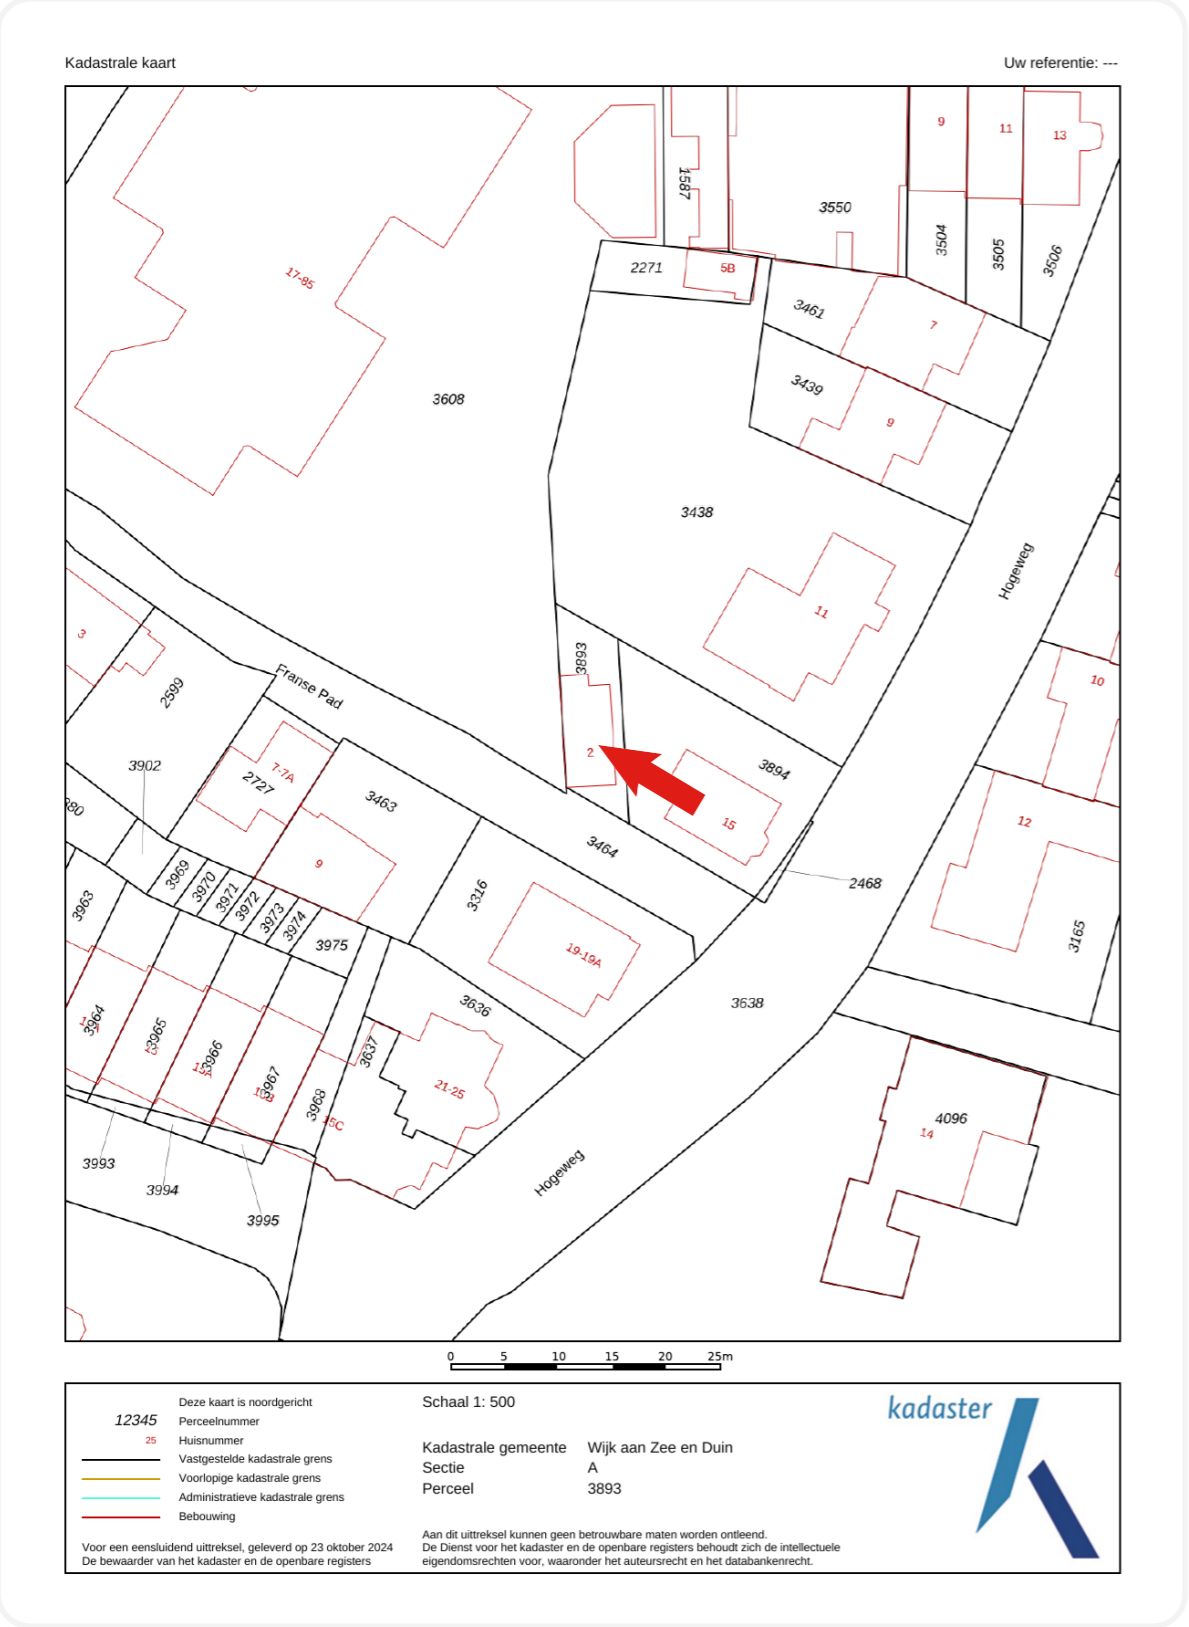 Kadastrale kaart
Uw referentie: ---
9
11
13
1587
3550
3504
3505
3506
2271
5B
17-85
3461
7
3439
9
3608
3438
Hogeweg
11
3
3893
2599
Franse Pad
10
2
3894
3902
7-7A
2727
3463
15
12
3464
9
2468
3969
3970
3971
3972
3973
3974
3316
3963
3975
3165
19-19A
3638
3636
3964
3965
15
3966
15A
3967
15B
3637
21-25
3968
15C
4096
14
3993
3994
3995
Hogeweg
0 5 10 15 20 25m
Deze kaart is noordgericht
12345 Perceelnummer
25 Huisnummer
Vastgestelde kadastrale grens
Voorlopige kadastrale grens
Administratieve kadastrale grens
Bebouwing
Voor een eensluidend uittreksel, geleverd op 23 oktober 2024
De bewaarder van het kadaster en de openbare registers
Schaal 1: 500
Kadastrale gemeente Wijk aan Zee en Duin
Sectie A
Perceel 3893
Aan dit uittreksel kunnen geen betrouwbare maten worden ontleend.
De Dienst voor het kadaster en de openbare registers behoudt zich de intellectuele
eigendomsrechten voor, waaronder het auteursrecht en het databankenrecht.
kadaster